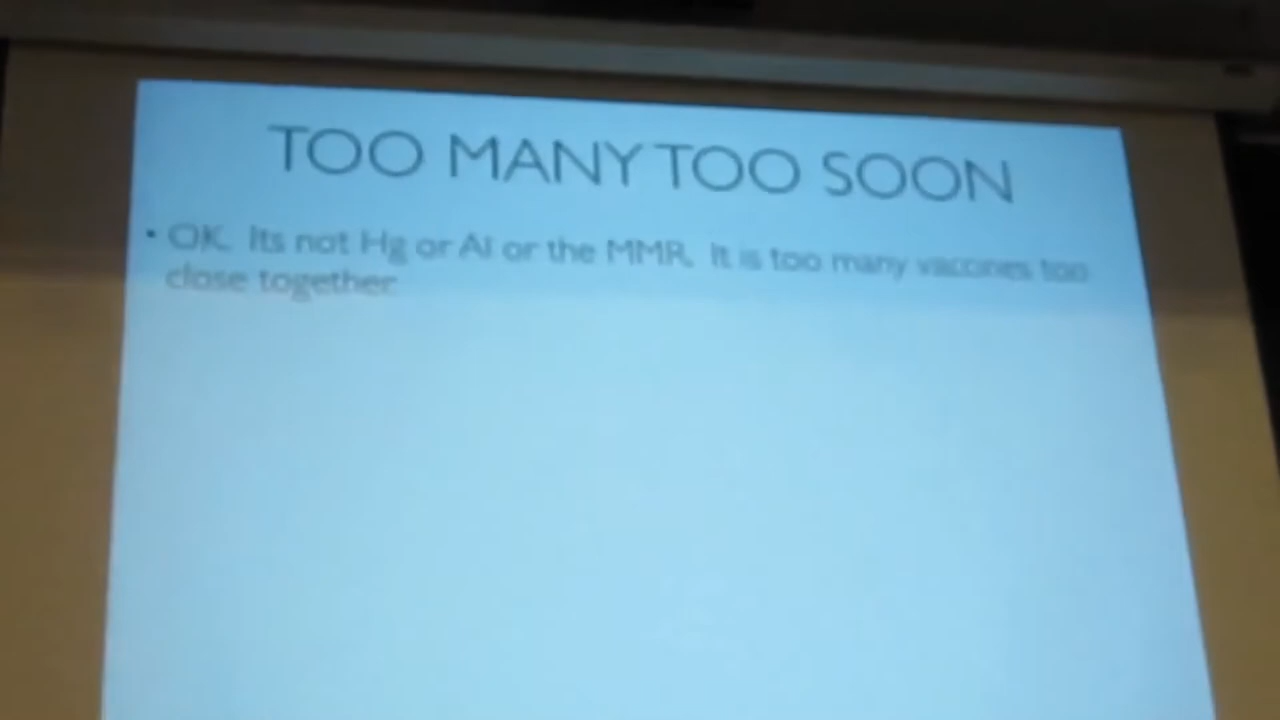 TOO MANY TOO SOON
• OK. Its not Hg or Al or the MMR. It is too many vaccines too
close together.